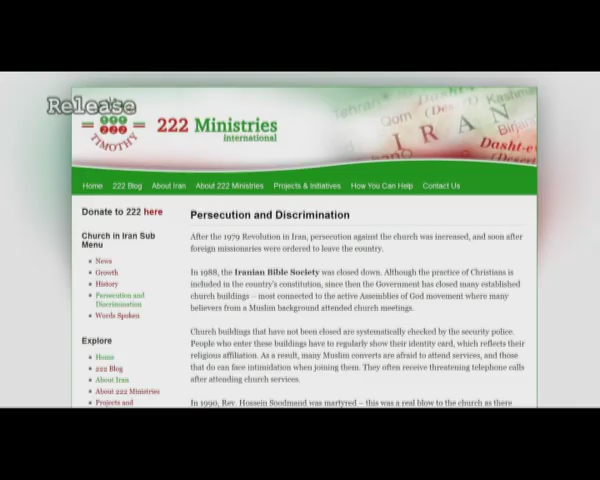 Release
TIMOTHY
222 Ministries
international
Tehran
Dasht-
Kashmar
Qom
(Des
Birjan
IRAN
Dasht-e
(Desert
Home
222 Blog
About Iran
About 222 Ministries
Projects & Initiatives
How You Can Help
Contact Us
Donate to 222 here
Church in Iran Sub
Menu
News
Growth
History
Persecution and
Discrimination
Words Spoken
Explore
Home
222 Blog
About Iran
About 222 Ministries
Projects and
Persecution and Discrimination
After the 1979 Revolution in Iran, persecution against the church was increased, and soon after
foreign missionaries were ordered to leave the country.
In 1988, the Iranian Bible Society was closed down. Although the practice of Christians is
included in the country's constitution, since then the Government has closed many established
church buildings – most connected to the active Assemblies of God movement where many
believers from a Muslim background attended church meetings.
Church buildings that have not been closed are systematically checked by the security police.
People who enter these buildings have to regularly show their identity card, which reflects their
religious affiliation. As a result, many Muslim converts are afraid to attend services, and those
that do can face intimidation when joining them. They often receive threatening telephone calls
after attending church services.
In 1990, Rev. Hossein Soodmand was martyred – this was a real blow to the church as there